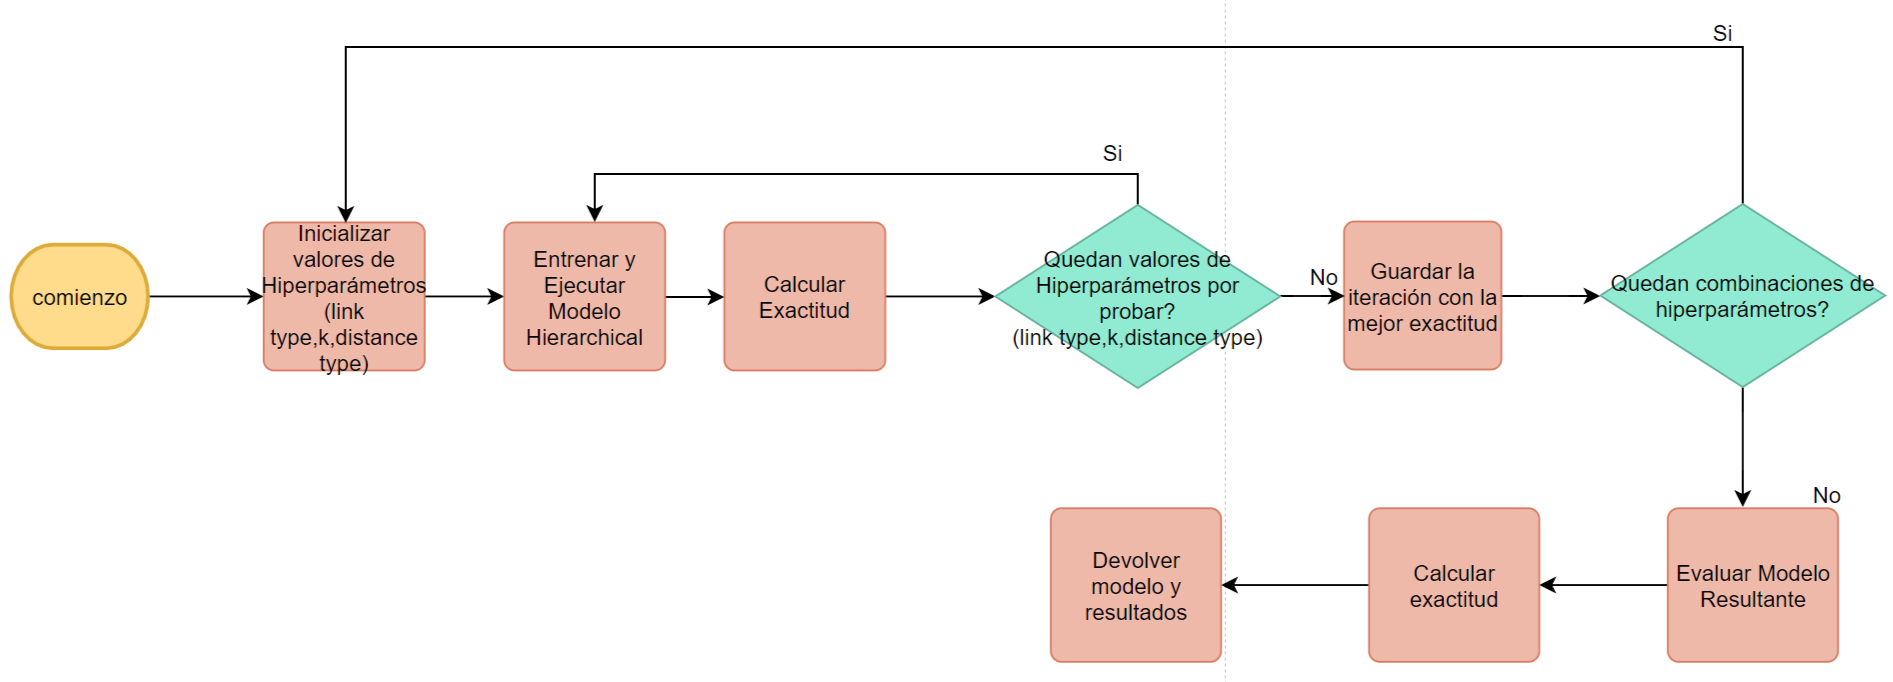 Si
Si
comienzo
Inicializar
valores de
Hiperparámetros
(link
type,k,distance
type)
Entrenar y
Ejecutar
Modelo
Hierarchical
Calcular
Exactitud
Quedan valores de
Hiperparámetros por
probar?
(link type,k,distance type)
No
Guardar la
iteración con la
mejor exactitud
Quedan combinaciones de
hiperparámetros?
No
Evaluar Modelo
Resultante
Calcular
exactitud
Devolver
modelo y
resultados